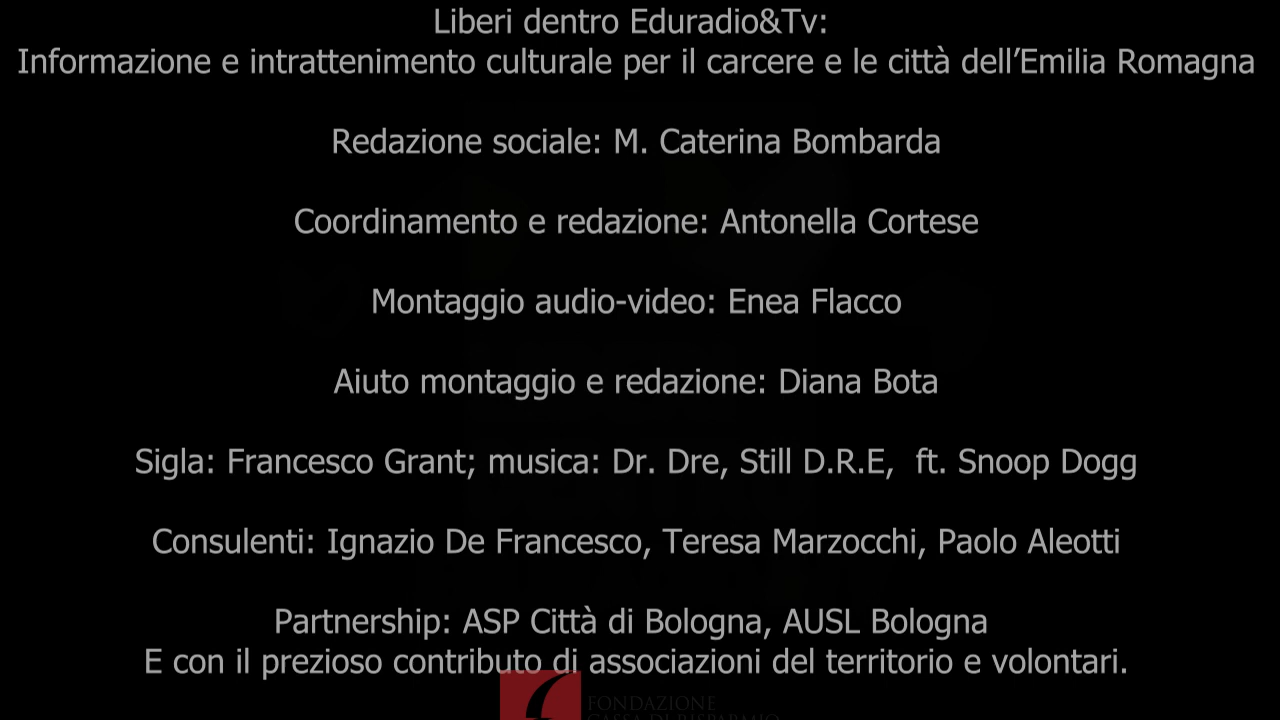 Liberi dentro Eduradio&Tv:
Informazione e intrattenimento culturale per il carcere e le città dell’Emilia Romagna
Redazione sociale: M. Caterina Bombarda
Coordinamento e redazione: Antonella Cortese
Montaggio audio-video: Enea Flacco
Aiuto montaggio e redazione: Diana Bota
Sigla: Francesco Grant; musica: Dr. Dre, Still D.R.E,  ft. Snoop Dogg
Consulenti: Ignazio De Francesco, Teresa Marzocchi, Paolo Aleotti
Partnership: ASP Città di Bologna, AUSL Bologna
E con il prezioso contributo di associazioni del territorio e volontari.
FONDAZIONE
CASSA DI RISPARMIO